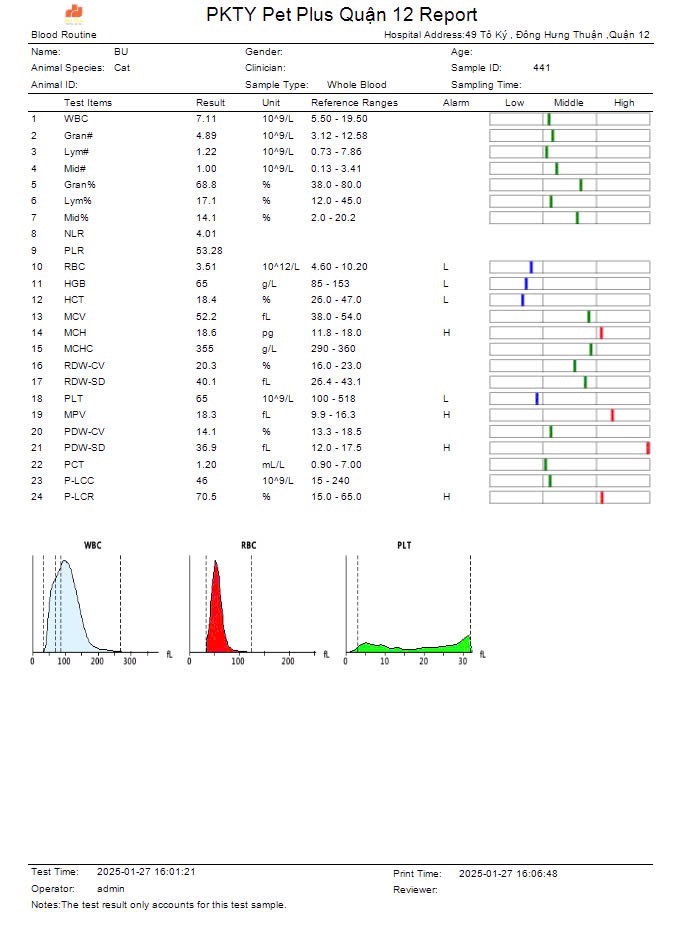 PKTY Pet Plus Quận 12 Report
Blood Routine Hospital Address:49 Tô Ký , Đông Hưng Thuận ,Quận 12
Name: BU Gender: Age:
Animal Species: Cat Clinician: Sample ID: 441
Animal ID: Sample Type: Whole Blood Sampling Time:
Test Items Result Unit Reference Ranges Alarm Low Middle High
1 WBC 7.11 10^9/L 5.50 - 19.50
2 Gran# 4.89 10^9/L 3.12 - 12.58
3 Lym# 1.22 10^9/L 0.73 - 7.86
4 Mid# 1.00 10^9/L 0.13 - 3.41
5 Gran% 68.8 % 38.0 - 80.0
6 Lym% 17.1 % 12.0 - 45.0
7 Mid% 14.1 % 2.0 - 20.2
8 NLR 4.01
9 PLR 53.28
10 RBC 3.51 10^12/L 4.60 - 10.20 L
11 HGB 65 g/L 85 - 153 L
12 HCT 18.4 % 26.0 - 47.0 L
13 MCV 52.2 fL 38.0 - 54.0
14 MCH 18.6 pg 11.8 - 18.0 H
15 MCHC 355 g/L 290 - 360
16 RDW-CV 20.3 % 16.0 - 23.0
17 RDW-SD 40.1 fL 26.4 - 43.1
18 PLT 65 10^9/L 100 - 518 L
19 MPV 18.3 fL 9.9 - 16.3 H
20 PDW-CV 14.1 % 13.3 - 18.5
21 PDW-SD 36.9 fL 12.0 - 17.5 H
22 PCT 1.20 mL/L 0.90 - 7.00
23 P-LCC 46 10^9/L 15 - 240
24 P-LCR 70.5 % 15.0 - 65.0 H
WBC RBC PLT
0 100 200 300 fL 0 100 200 fL 0 10 20 30 fL
Test Time: 2025-01-27 16:01:21 Print Time: 2025-01-27 16:06:48
Operator: admin Reviewer:
Notes:The test result only accounts for this test sample.